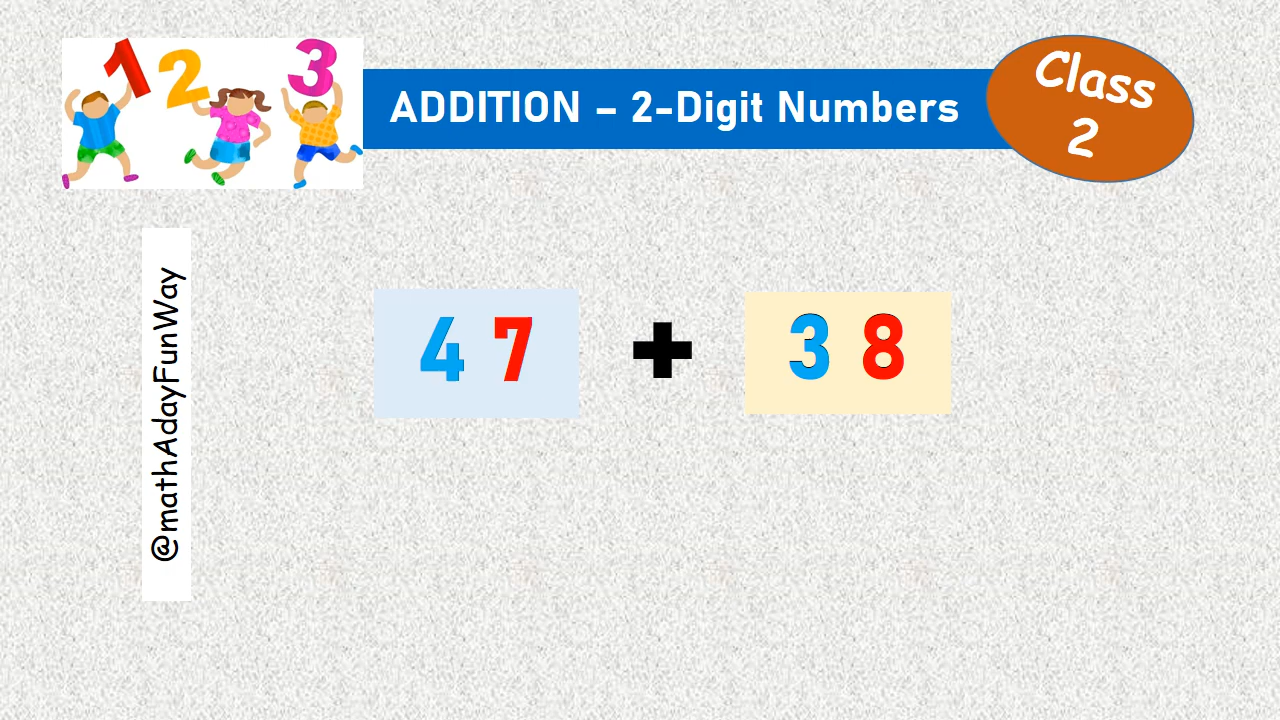 1 2 3
ADDITION – 2-Digit Numbers
Class
2
@mathAdayFunWay
4 7 + 3 8